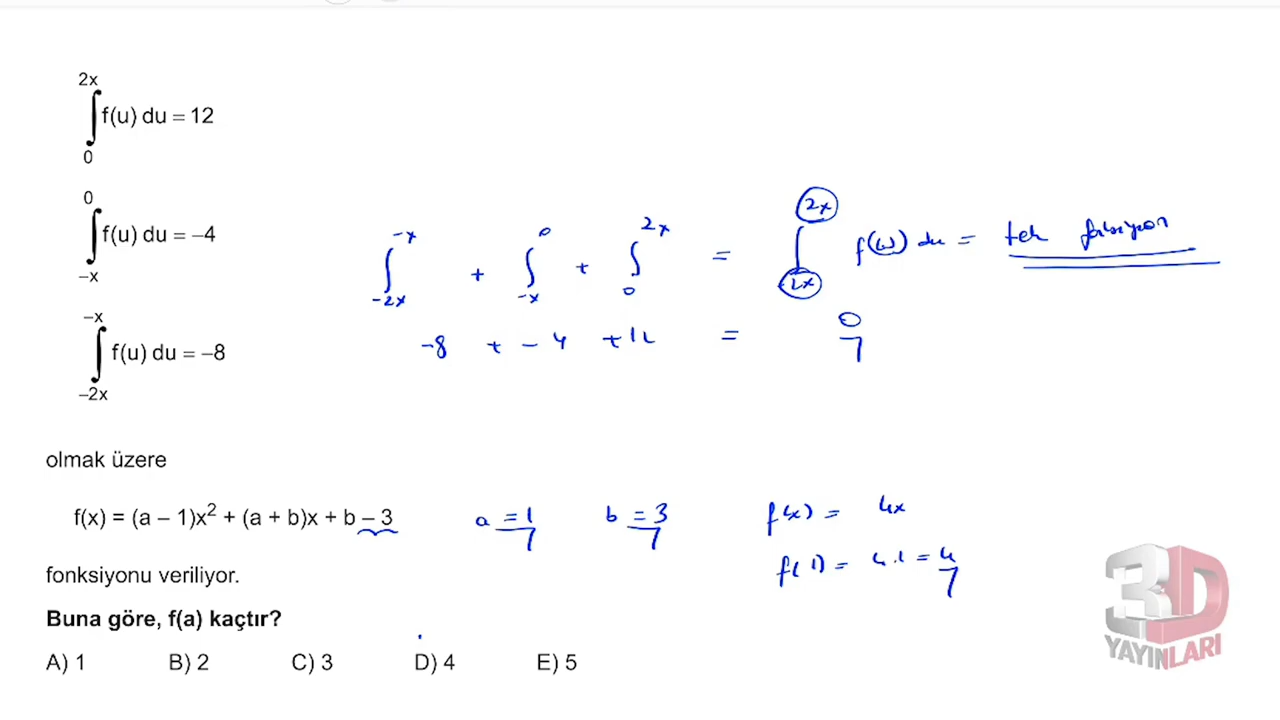 2x
∫ f(u) du = 12
0
0
∫ f(u) du = –4
–x
–x
∫ f(u) du = –8
–2x
-x 0 2x 2x
∫ + ∫ + ∫ = ∫ f(u) du = tek fonksiyon
-2x -x 0 -2x
-8 + -4 + 12 = 0
olmak üzere
f(x) = (a – 1)x² + (a + b)x + b – 3
a = 1 b = 3 f(x) = 4x
f(1) = 4.1 = 4
fonksiyonu veriliyor.
Buna göre, f(a) kaçtır?
A) 1 B) 2 C) 3 D) 4 E) 5
3D
YAYINLARI